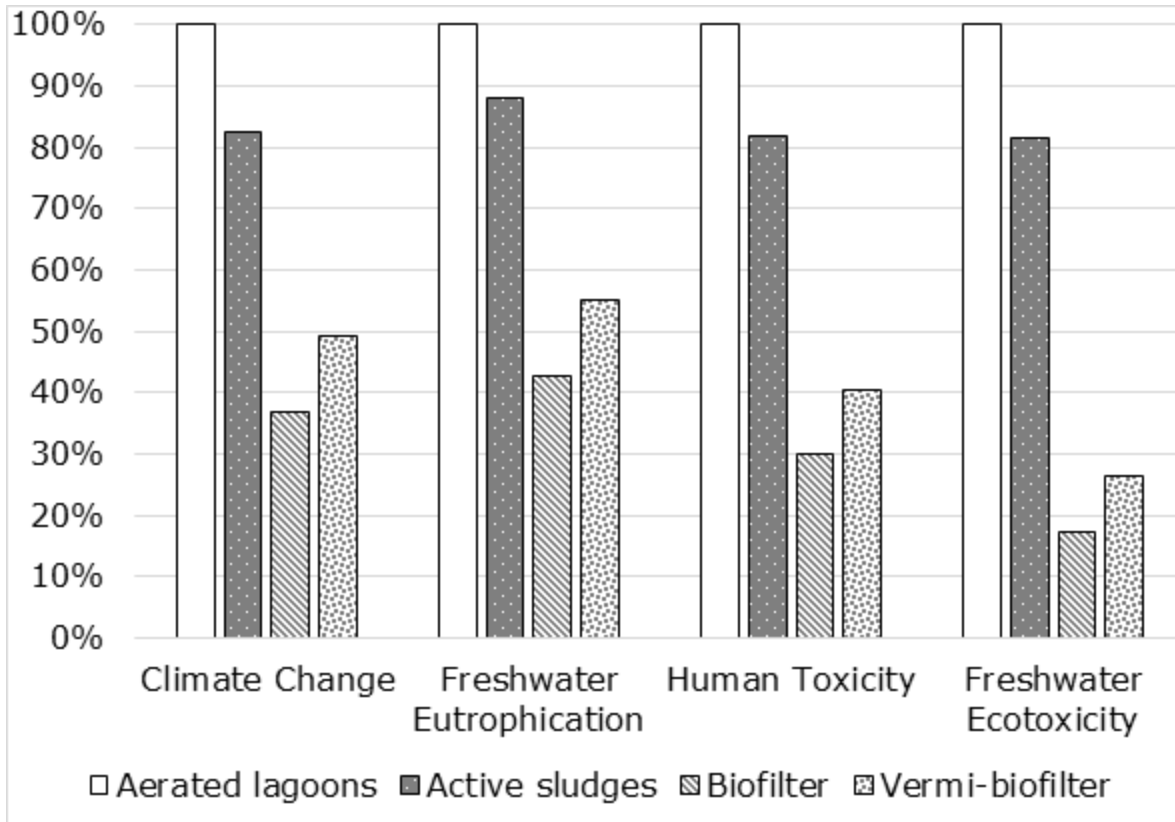 100%
90%
80%
70%
60%
50%
40%
30%
20%
10%
0%
Climate Change
Freshwater
Eutrophication
Human Toxicity
Freshwater
Ecotoxicity
Aerated lagoons
Active sludges
Biofilter
Vermi-biofilter